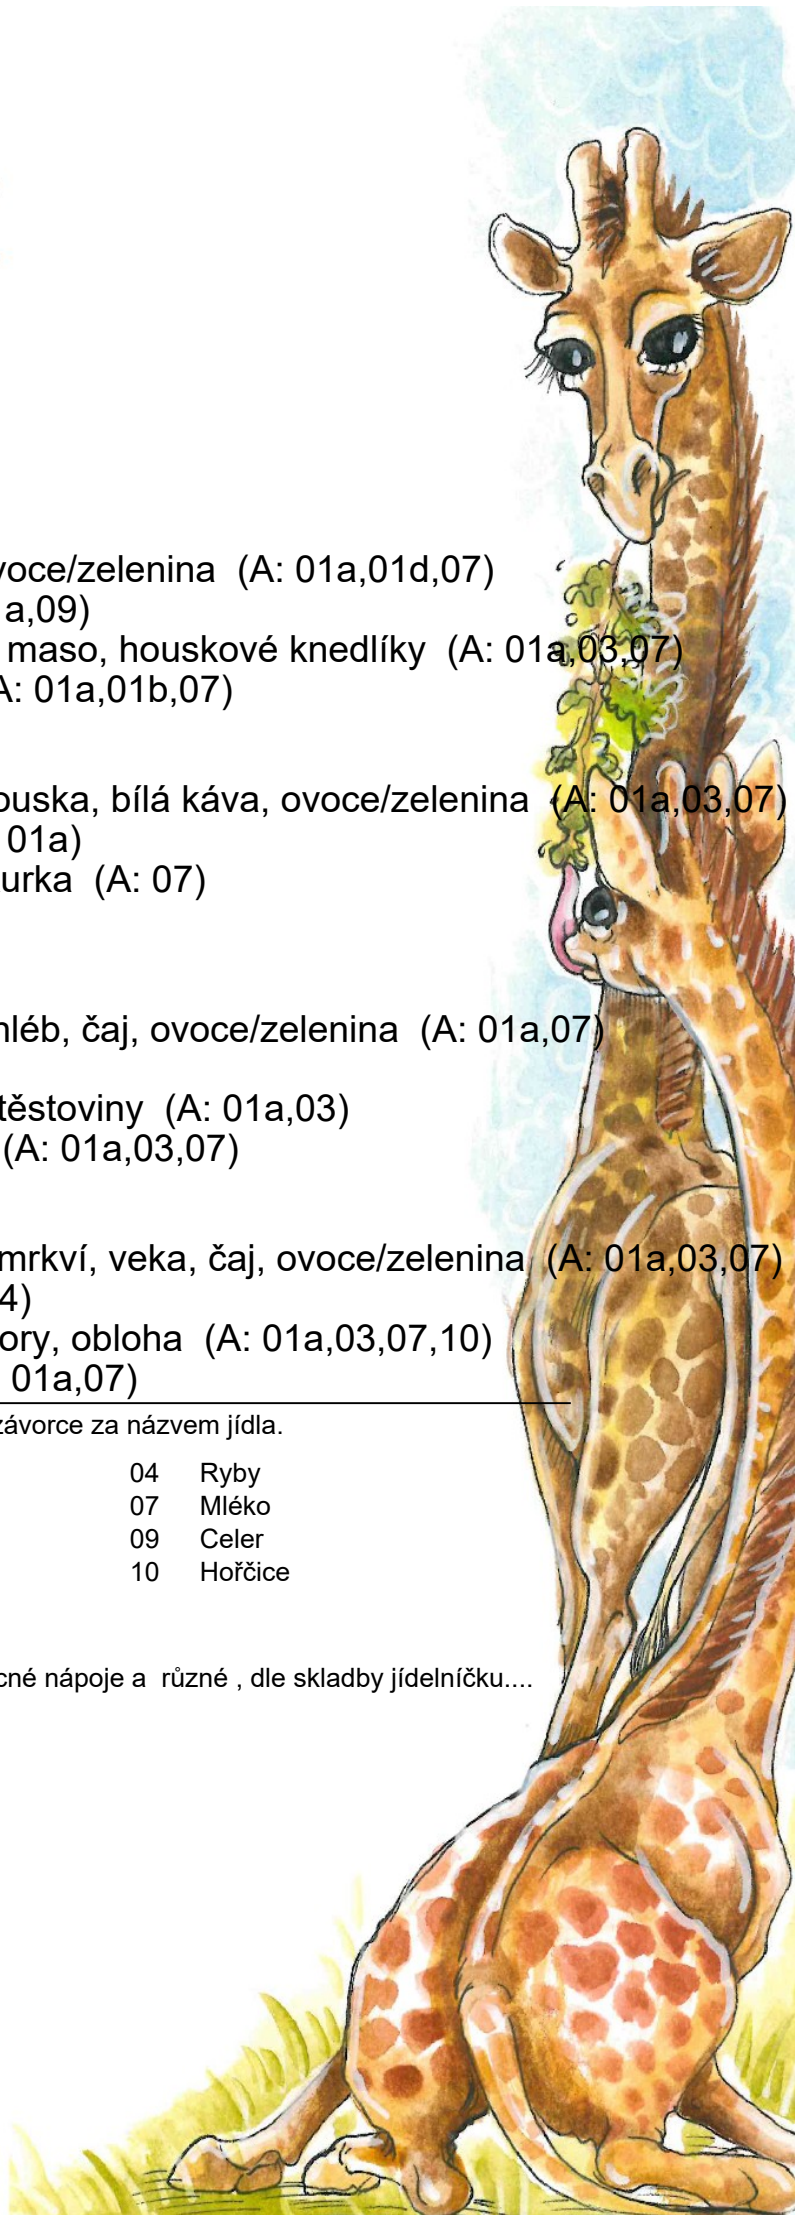 voce/zelenina (A: 01a,01d,07)
a,09)
maso, houskové knedlíky (A: 01a,03,07)
A: 01a,01b,07)
ouska, bílá káva, ovoce/zelenina (A: 01a,03,07)
01a)
urka (A: 07)
hléb, čaj, ovoce/zelenina (A: 01a,07)
těstoviny (A: 01a,03)
(A: 01a,03,07)
mrkví, veka, čaj, ovoce/zelenina (A: 01a,03,07)
4)
ory, obloha (A: 01a,03,07,10)
01a,07)
závorce za názvem jídla.
04 Ryby
07 Mléko
09 Celer
10 Hořčice
cné nápoje a různé , dle skladby jídelníčku....